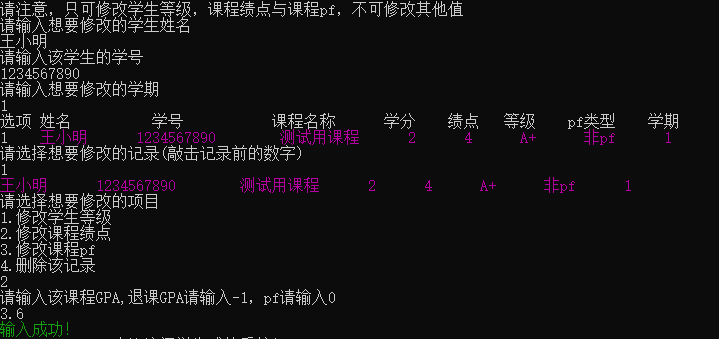 请注意，只可修改学生等级，课程绩点与课程pf，不可修改其他值
请输入想要修改的学生姓名
王小明
请输入该学生的学号
1234567890
请输入想要修改的学期
1
选项 姓名 学号 课程名称 学分 绩点 等级 pf类型 学期
1 王小明 1234567890 测试用课程 2 4 A+ 非pf 1
请选择想要修改的记录(敲击记录前的数字)
1
王小明 1234567890 测试用课程 2 4 A+ 非pf 1
请选择想要修改的项目
1.修改学生等级
2.修改课程绩点
3.修改课程pf
4.删除该记录
2
请输入该课程GPA,退课GPA请输入-1，pf请输入0
3.6
输入成功!